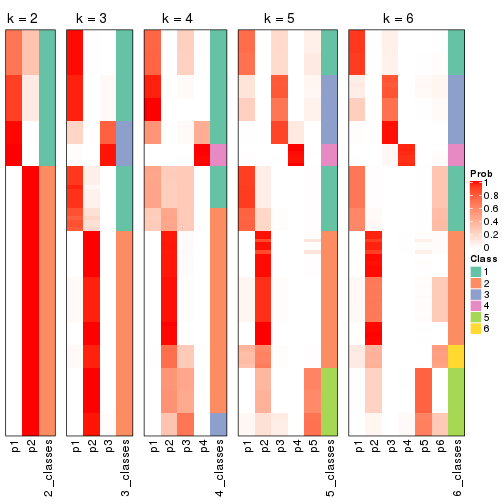 k = 2
k = 3
k = 4
k = 5
k = 6
Prob
1
0.8
0.6
0.4
0.2
0
Class
1
2
3
4
5
6
p1
p2
2_classes
p1
p2
p3
3_classes
p1
p2
p3
p4
4_classes
p1
p2
p3
p4
p5
5_classes
p1
p2
p3
p4
p5
p6
6_classes